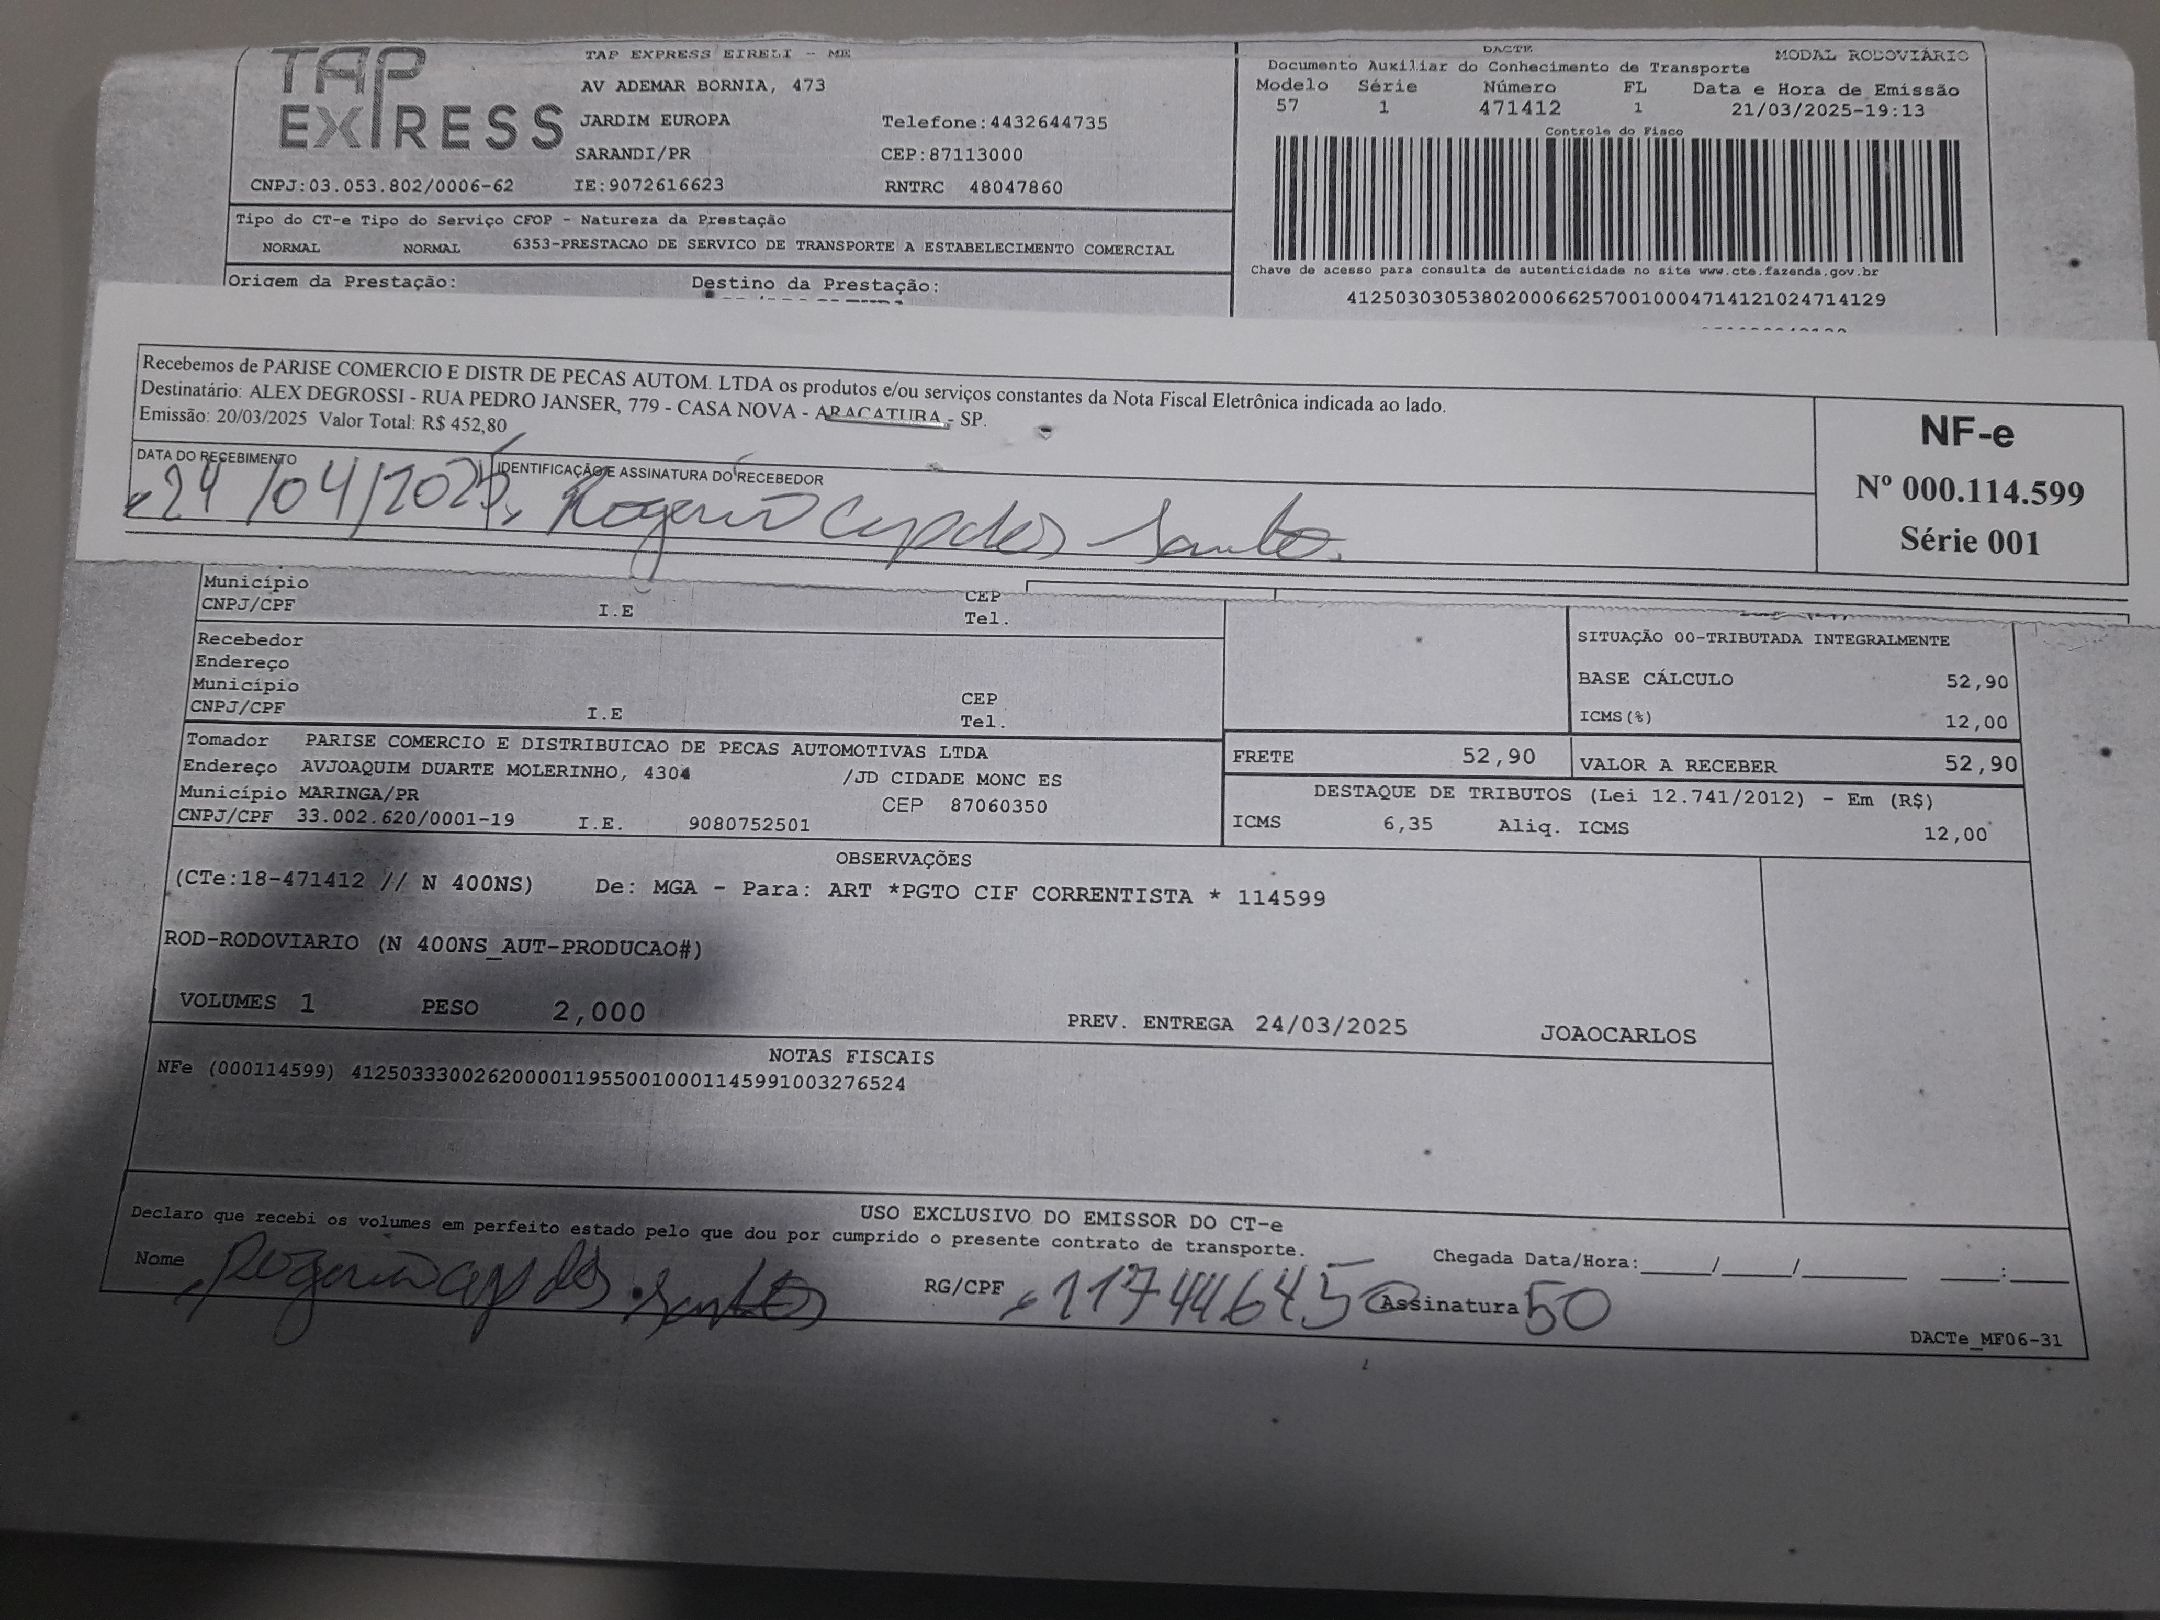 TAP EXPRESS
TAP EXPRESS EIRELI - ME
AV ADEMAR BORNIA, 473
JARDIM EUROPA Telefone:4432644735
SARANDI/PR CEP:87113000
CNPJ:03.053.802/0006-62 IE:9072616623 RNTRC 48047860
Tipo do CT-e Tipo do Serviço CFOP - Natureza da Prestação
NORMAL NORMAL 6353-PRESTACAO DE SERVICO DE TRANSPORTE A ESTABELECIMENTO COMERCIAL
Origem da Prestação: Destino da Prestação:
DACTE MODAL RODOVIÁRIO
Documento Auxiliar do Conhecimento de Transporte
Modelo Série Número FL Data e Hora de Emissão
57 1 471412 1 21/03/2025-19:13
Controle do Fisco
Chave de acesso para consulta de autenticidade no site www.cte.fazenda.gov.br
41250303053802000662570010004714121024714129
Recebemos de PARISE COMERCIO E DISTR DE PECAS AUTOM. LTDA os produtos e/ou serviços constantes da Nota Fiscal Eletrônica indicada ao lado.
Destinatário: ALEX DEGROSSI - RUA PEDRO JANSER, 779 - CASA NOVA - ARACATUBA - SP.
Emissão: 20/03/2025 Valor Total: R$ 452,80
DATA DO RECEBIMENTO IDENTIFICAÇÃO E ASSINATURA DO RECEBEDOR
24/04/2025 Rogerio Santos
NF-e
Nº 000.114.599
Série 001
Município CEP
CNPJ/CPF I.E Tel.
Recebedor
Endereço
Município CEP
CNPJ/CPF I.E Tel.
SITUAÇÃO 00-TRIBUTADA INTEGRALMENTE
BASE CÁLCULO 52,90
ICMS(%) 12,00
Tomador PARISE COMERCIO E DISTRIBUICAO DE PECAS AUTOMOTIVAS LTDA
Endereço AVJOAQUIM DUARTE MOLERINHO, 4304 /JD CIDADE MONC ES
Município MARINGA/PR CEP 87060350
CNPJ/CPF 33.002.620/0001-19 I.E. 9080752501
FRETE 52,90 VALOR A RECEBER 52,90
DESTAQUE DE TRIBUTOS (Lei 12.741/2012) - Em (R$)
ICMS 6,35 Aliq. ICMS 12,00
OBSERVAÇÕES
(CTe:18-471412 // N 400NS) De: MGA - Para: ART *PGTO CIF CORRENTISTA * 114599
ROD-RODOVIARIO (N 400NS_AUT-PRODUCAO#)
VOLUMES 1 PESO 2,000 PREV. ENTREGA 24/03/2025 JOAOCARLOS
NOTAS FISCAIS
NFe (000114599) 41250333002620000119550010001145991003276524
USO EXCLUSIVO DO EMISSOR DO CT-e
Declaro que recebi os volumes em perfeito estado pelo que dou por cumprido o presente contrato de transporte.
Nome Rogerio Santos RG/CPF 117446450 Assinatura 50
Chegada Data/Hora:____/____/______ ___:___
DACTe_MF06-31